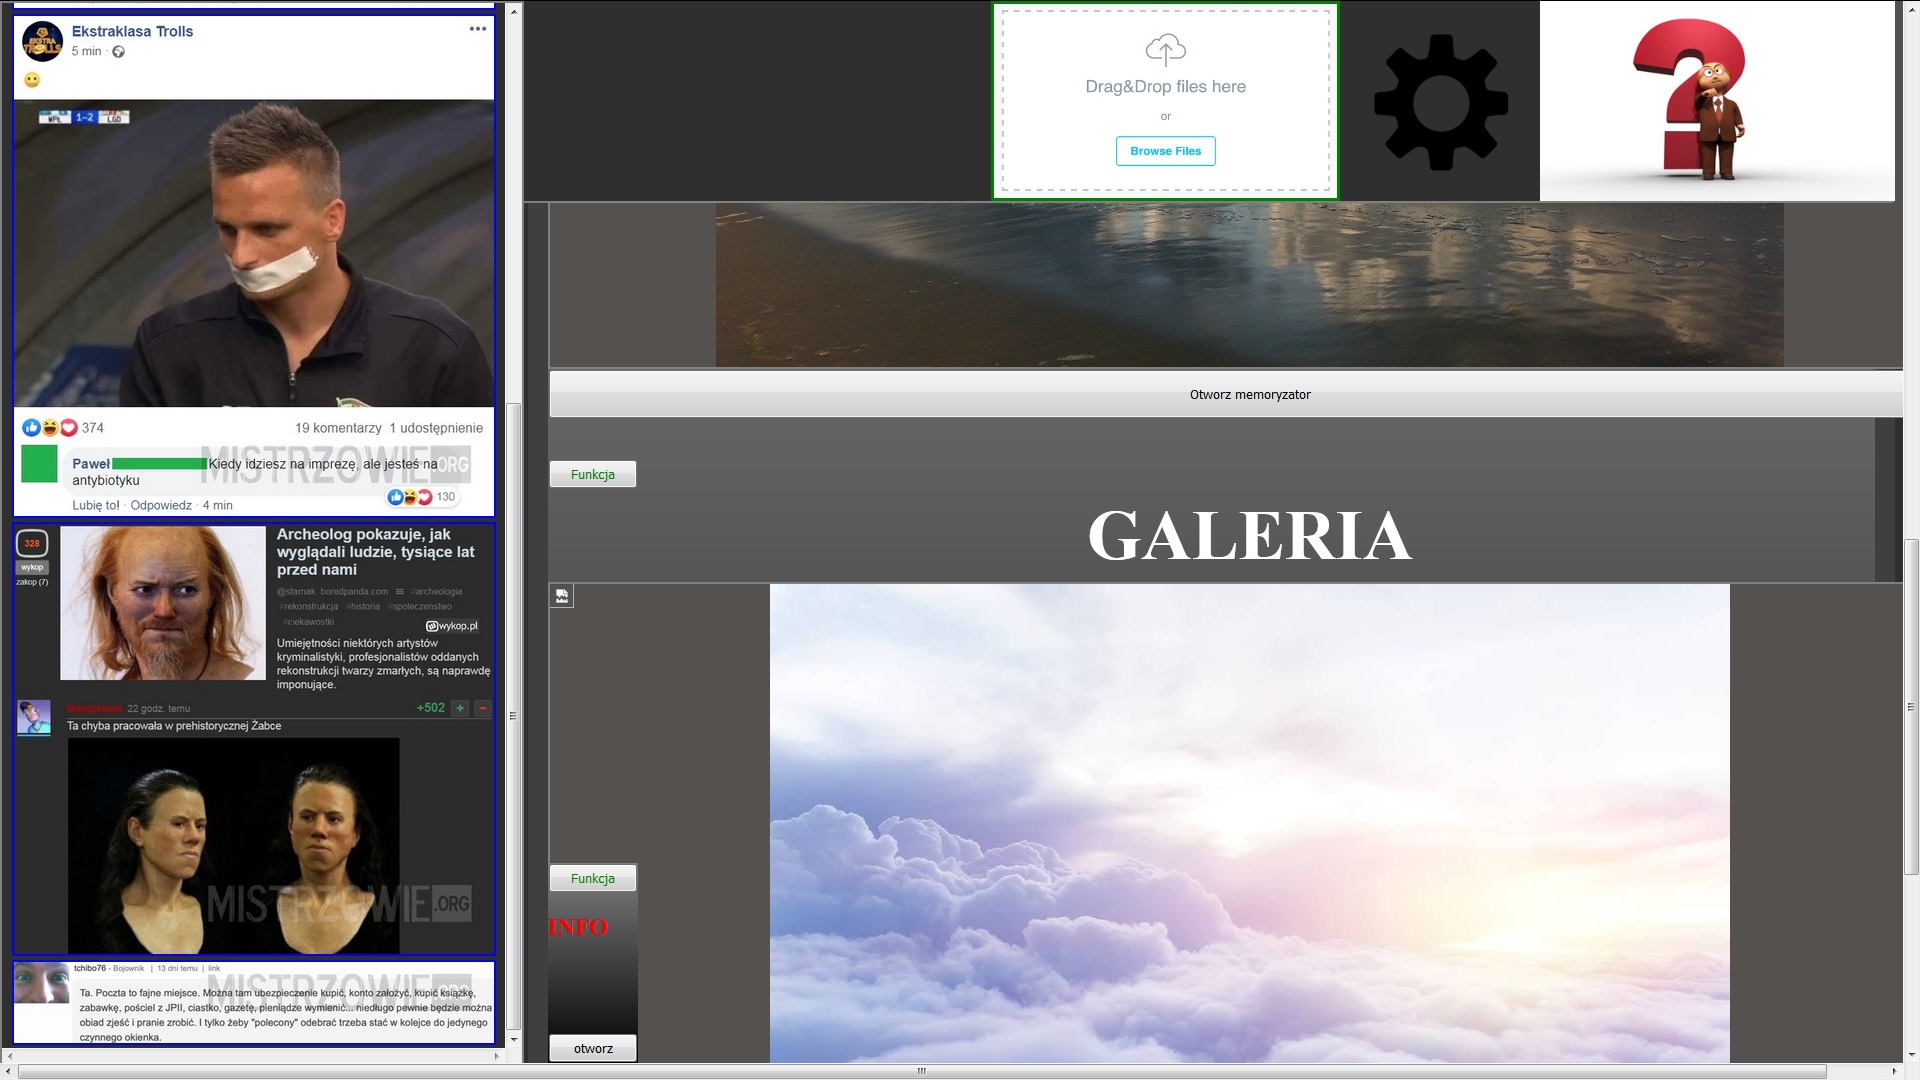 Ekstraklasa Trolls
5 min ·
WPŁ 1-2 LGD
374
19 komentarzy 1 udostępnienie
Paweł Kiedy idziesz na imprezę, ale jesteś na
antybiotyku
130
Lubię to! · Odpowiedz · 4 min
MISTRZOWIE.ORG
328
wykop
zakop (7)
Archeolog pokazuje, jak
wyglądali ludzie, tysiące lat
przed nami
@starnak boredpanda.com #archeologia
#rekonstrukcja #historia #spoleczenstwo
#ciekawostki
wykop.pl
Umiejętności niektórych artystów
kryminalistyki, profesjonalistów oddanych
rekonstrukcji twarzy zmarłych, są naprawdę
imponujące.
lewoprawo 22 godz. temu +502 + −
Ta chyba pracowała w prehistorycznej Żabce
MISTRZOWIE.ORG
tchibo76 - Bojownik | 13 dni temu | link
MISTRZOWIE.ORG
Ta. Poczta to fajne miejsce. Można tam ubezpieczenie kupić, konto założyć, kupić książkę,
zabawkę, pościel z JPII, ciastko, gazetę, pieniądze wymienić... niedługo pewnie będzie można
obiad zjeść i pranie zrobić. I tylko żeby "polecony" odebrać trzeba stać w kolejce do jedynego
czynnego okienka.
Drag&Drop files here
or
Browse Files
Otworz memoryzator
Funkcja
GALERIA
Funkcja
INFO
otworz